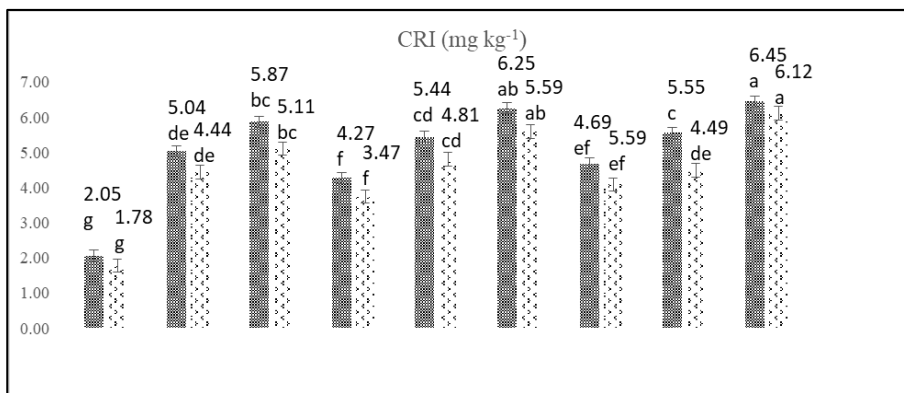 CRI (mg kg⁻¹)
7.00
6.00
5.00
4.00
3.00
2.00
1.00
0.00
2.05
g
1.78
g
5.04
de
4.44
de
5.87
bc
5.11
bc
4.27
f
3.47
f
5.44
cd
4.81
cd
6.25
ab
5.59
ab
4.69
ef
5.59
ef
5.55
c
4.49
de
6.45
a
6.12
a